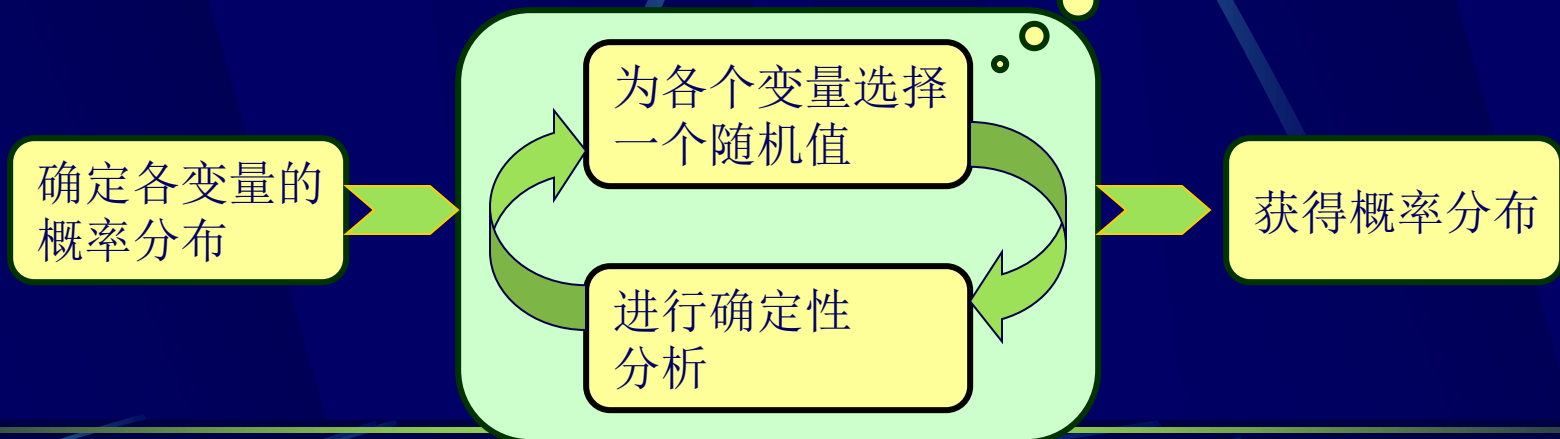 确定各变量的
概率分布
为各个变量选择
一个随机值
进行确定性
分析
获得概率分布